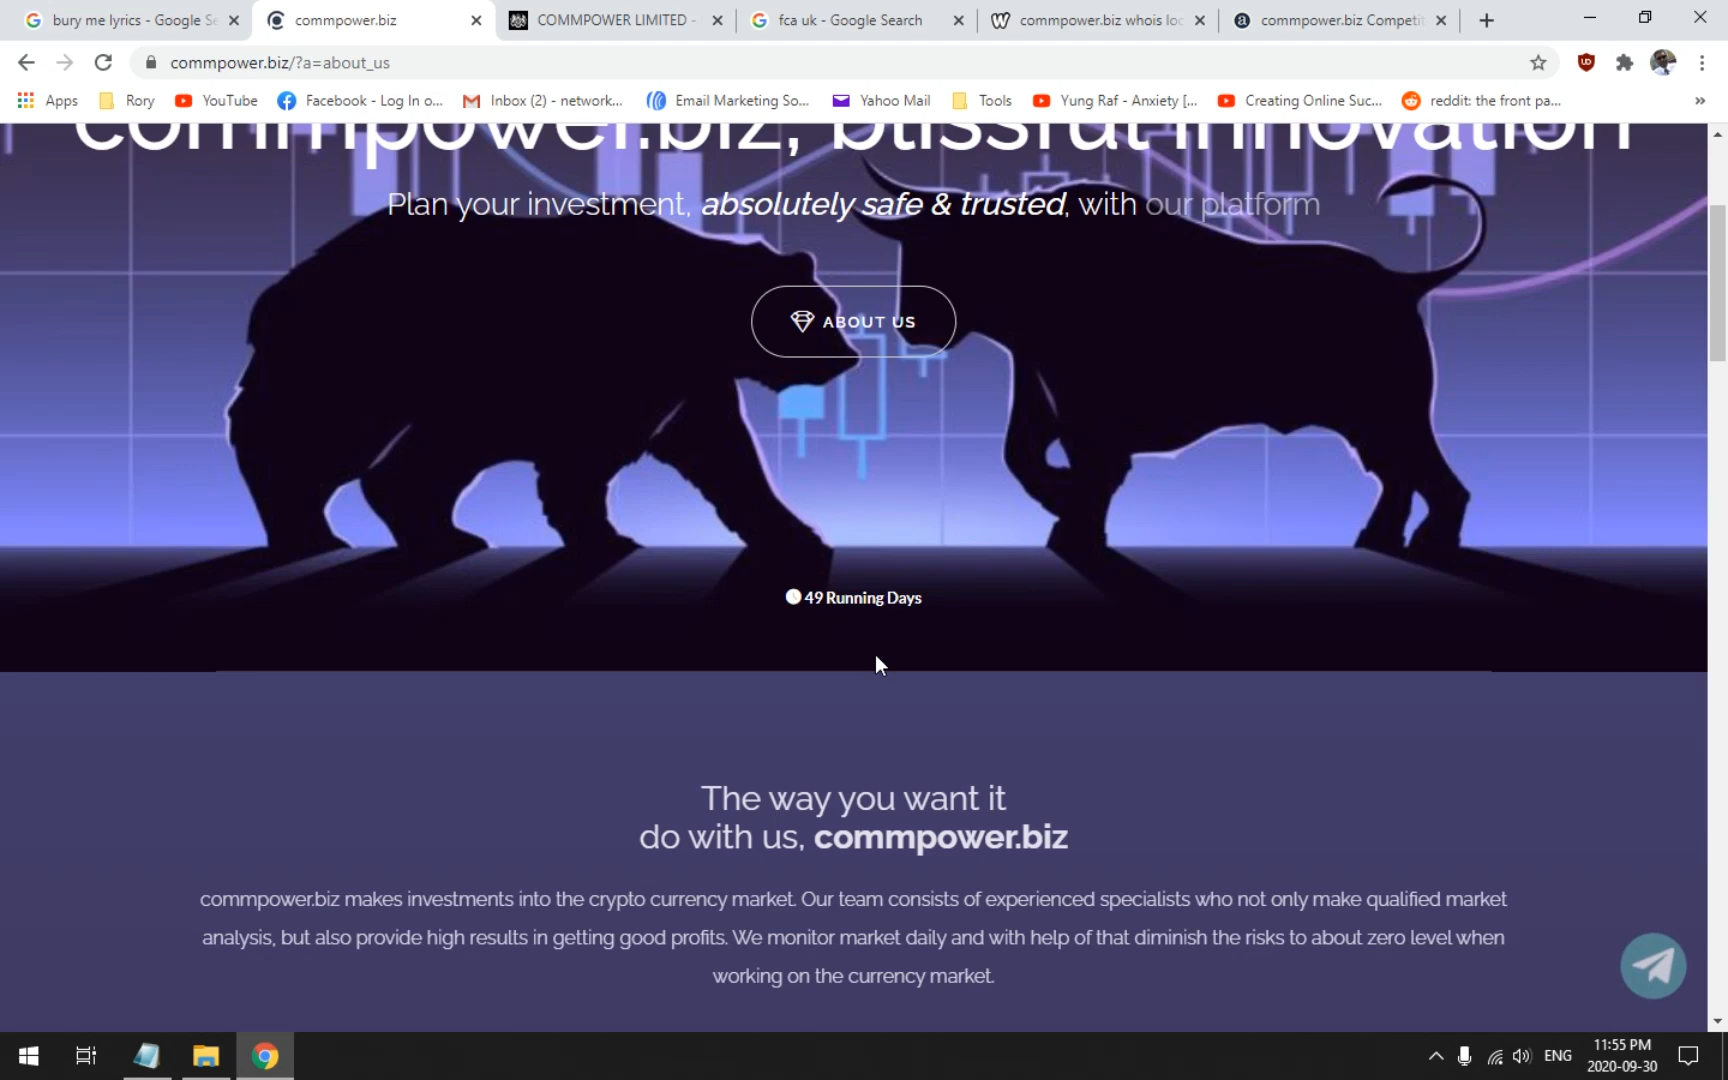 bury me lyrics - Google Se
commpower.biz
COMMPOWER LIMITED -
fca uk - Google Search
commpower.biz whois loc
commpower.biz Competit
commpower.biz/?a=about_us
Apps
Rory
YouTube
Facebook - Log In o...
Inbox (2) - network...
Email Marketing So...
Yahoo Mail
Tools
Yung Raf - Anxiety [...
Creating Online Suc...
reddit: the front pa...
commpower.biz, blissful innovation
Plan your investment, absolutely safe & trusted, with our platform
ABOUT US
49 Running Days
The way you want it
do with us, commpower.biz
commpower.biz makes investments into the crypto currency market. Our team consists of experienced specialists who not only make qualified market
analysis, but also provide high results in getting good profits. We monitor market daily and with help of that diminish the risks to about zero level when
working on the currency market.
ENG
11:55 PM
2020-09-30